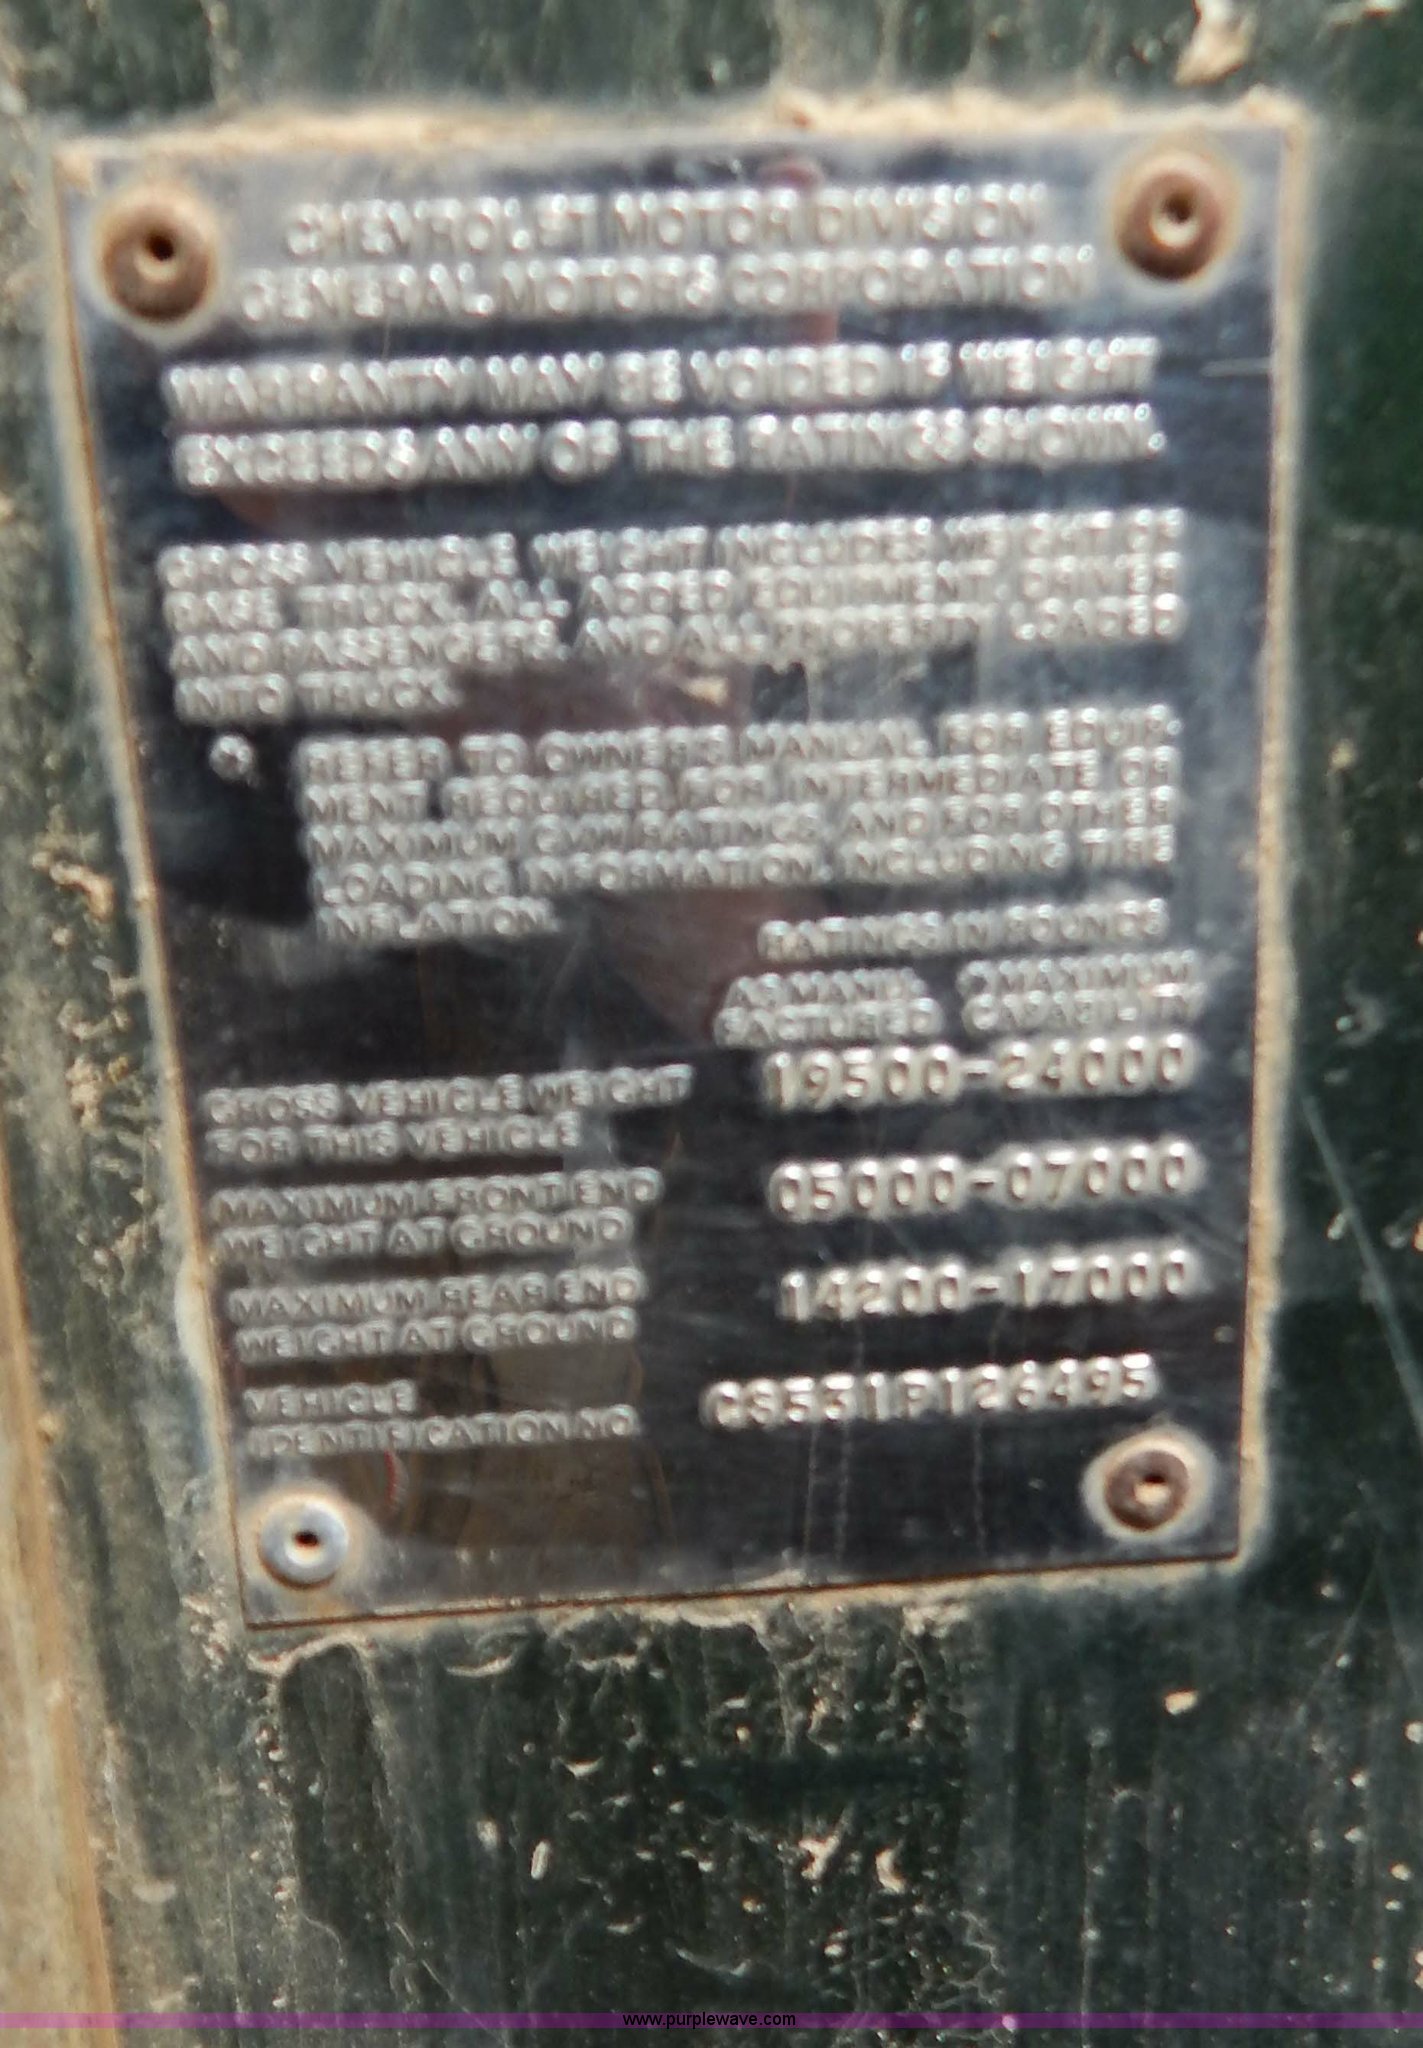 CHEVROLET MOTOR DIVISION
GENERAL MOTORS CORPORATION
WARRANTY MAY BE VOIDED IF WEIGHT
EXCEEDS ANY OF THE RATINGS SHOWN.
GROSS VEHICLE WEIGHT INCLUDES WEIGHT OF
BASE TRUCK, ALL ADDED EQUIPMENT, DRIVER
AND PASSENGERS, AND ALL PROPERTY LOADED
INTO TRUCK.
REFER TO OWNER'S MANUAL FOR EQUIP-
MENT REQUIRED FOR INTERMEDIATE OR
MAXIMUM GVW RATINGS, AND FOR OTHER
LOADING INFORMATION, INCLUDING TIRE
INFLATION.
RATINGS IN POUNDS
AS MANU- MAXIMUM
FACTURED CAPABILITY
GROSS VEHICLE WEIGHT 19500-24000
FOR THIS VEHICLE
MAXIMUM FRONT END 05000-07000
WEIGHT AT GROUND
MAXIMUM REAR END 14200-17000
WEIGHT AT GROUND
VEHICLE
IDENTIFICATION NO.
www.purplewave.com